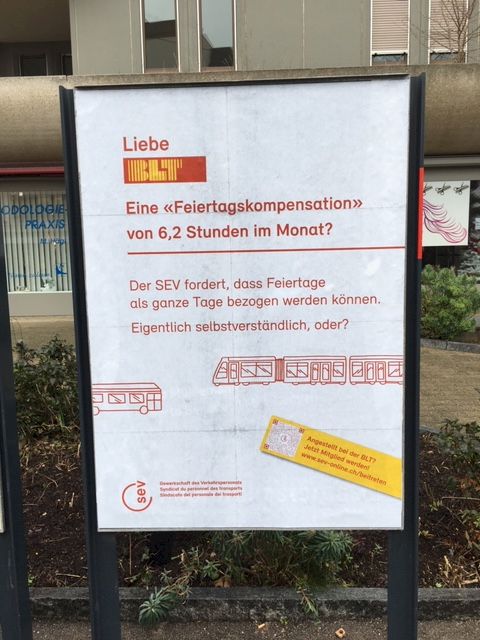 Liebe
BLT
Eine «Feiertagskompensation»
von 6,2 Stunden im Monat?
Der SEV fordert, dass Feiertage
als ganze Tage bezogen werden können.
Eigentlich selbstverständlich, oder?
Angestellt bei der BLT?
Jetzt Mitglied werden!
www.sev-online.ch/beitreten
sev
Gewerkschaft des Verkehrspersonals
Syndicat du personnel des transports
Sindacato del personale dei trasporti
PRAXIS